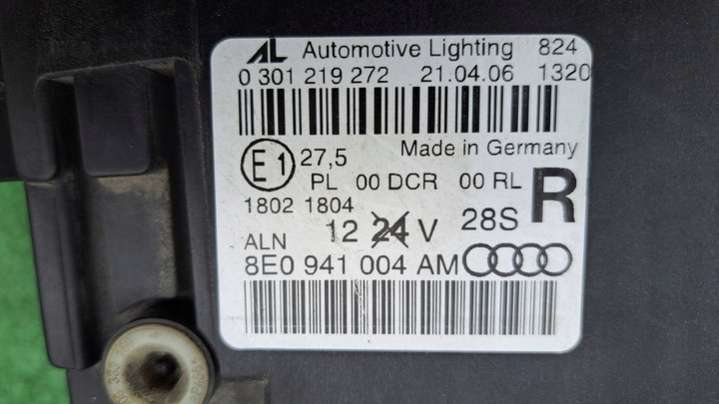 AL Automotive Lighting 824
0 301 219 272 21.04.06 1320
E1 27,5 Made in Germany
PL 00 DCR 00 RL R
1802 1804
ALN 12 24 V 28S
8E0 941 004 AM